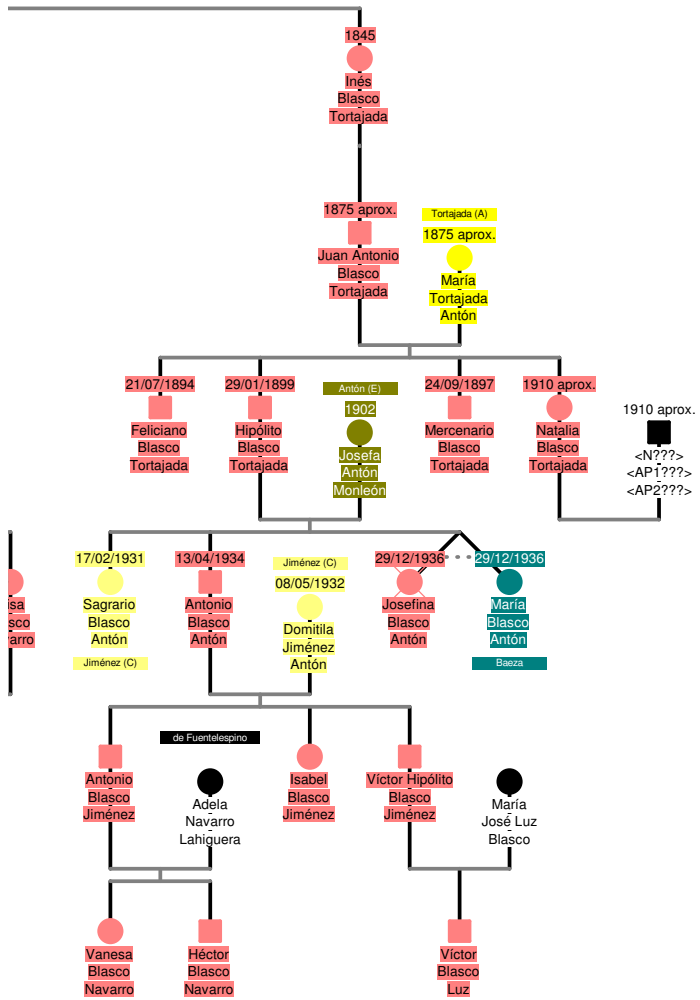 1845
Inés
Blasco
Tortajada
1875 aprox.
Juan Antonio
Blasco
Tortajada
Tortajada (A)
1875 aprox.
María
Tortajada
Antón
21/07/1894
Feliciano
Blasco
Tortajada
29/01/1899
Hipólito
Blasco
Tortajada
Antón (E)
1902
Josefa
Antón
Monleón
24/09/1897
Mercenario
Blasco
Tortajada
1910 aprox.
Natalia
Blasco
Tortajada
1910 aprox.
<N???>
<AP1???>
<AP2???>
17/02/1931
Sagrario
Blasco
Antón
Jiménez (C)
13/04/1934
Antonio
Blasco
Antón
Jiménez (C)
08/05/1932
Domitila
Jiménez
Antón
29/12/1936
Josefina
Blasco
Antón
29/12/1936
María
Blasco
Antón
Baeza
Antonio
Blasco
Jiménez
de Fuentelespino
Adela
Navarro
Lahiguera
Isabel
Blasco
Jiménez
Víctor Hipólito
Blasco
Jiménez
María
José Luz
Blasco
Vanesa
Blasco
Navarro
Héctor
Blasco
Navarro
Víctor
Blasco
Luz